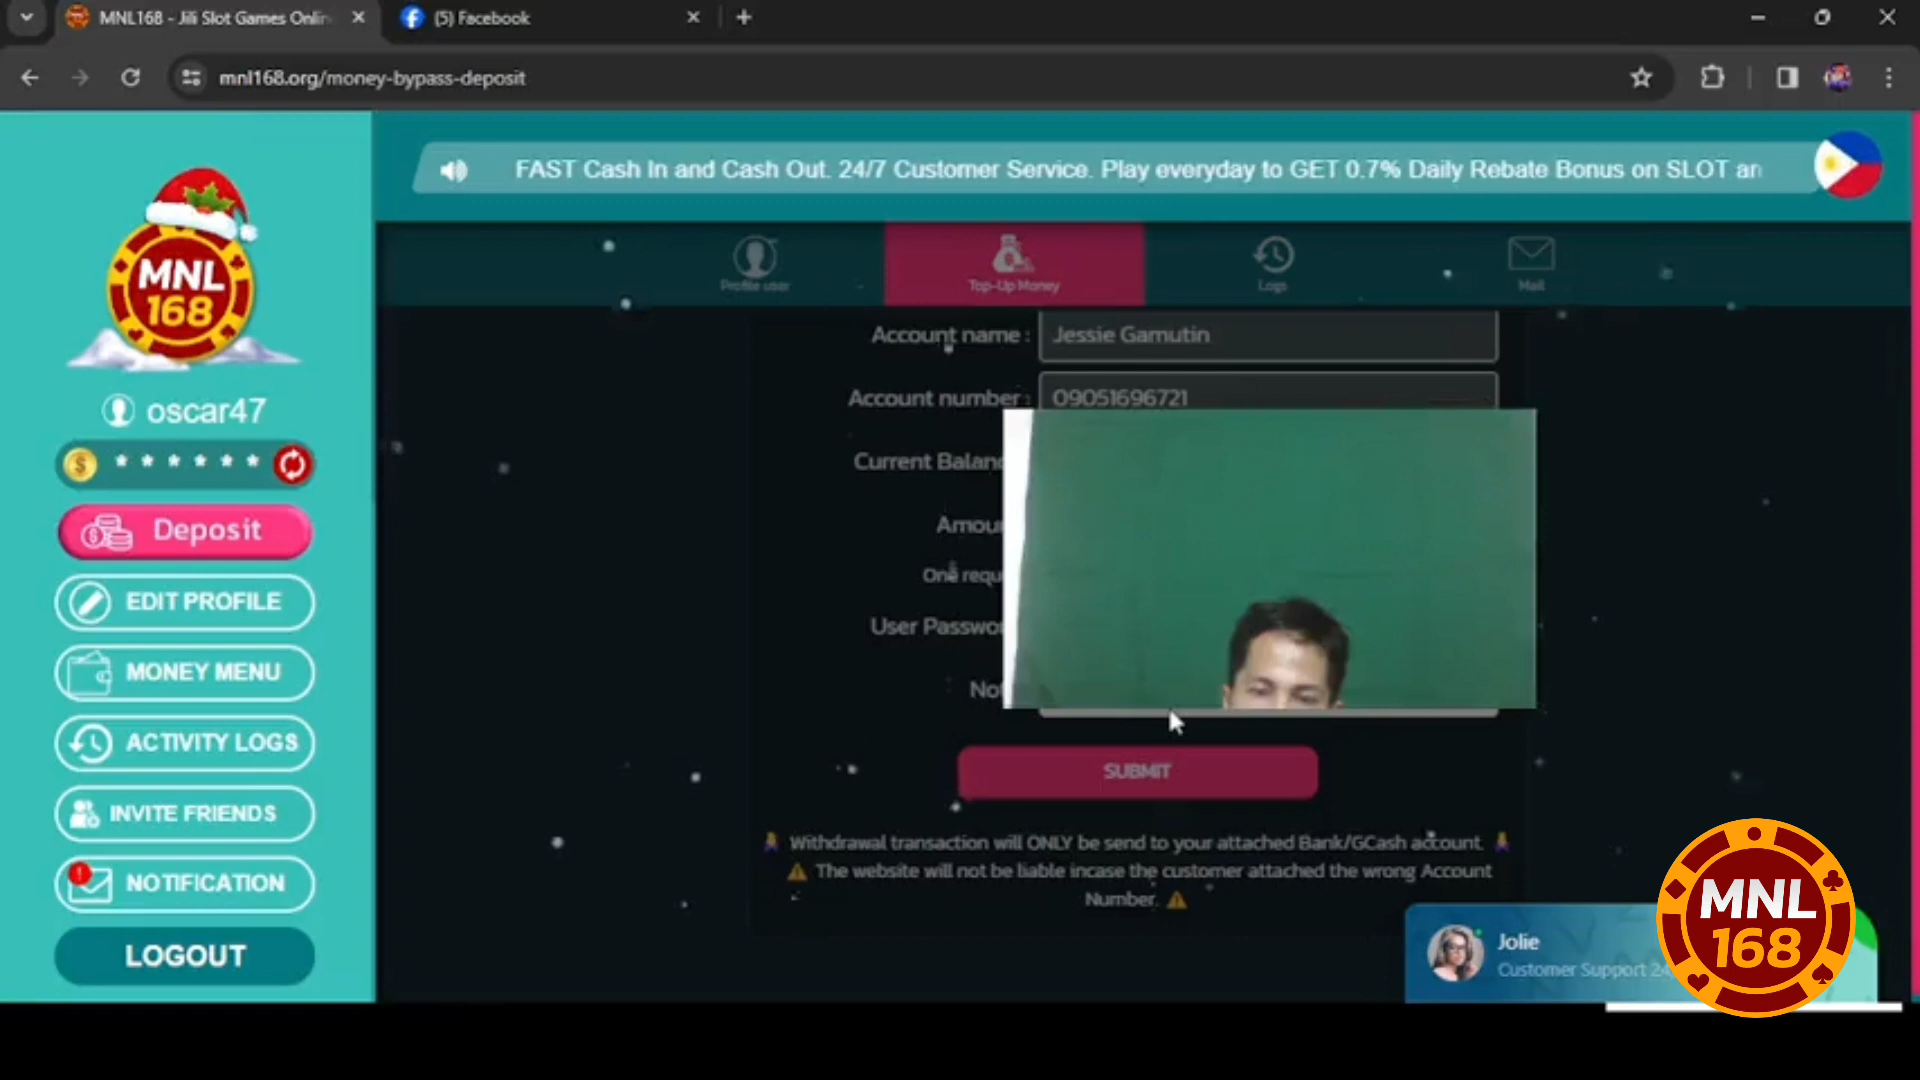 MNL168 - Jili Slot Games Onlin
(5) Facebook
mnl168.org/money-bypass-deposit
FAST Cash In and Cash Out. 24/7 Customer Service. Play everyday to GET 0.7% Daily Rebate Bonus on SLOT an
Profile user
Top-Up Money
Logs
Mail
MNL
168
oscar47
* * * * * *
Deposit
EDIT PROFILE
MONEY MENU
ACTIVITY LOGS
INVITE FRIENDS
NOTIFICATION
LOGOUT
Account name :
Jessie Gamutin
Account number :
09051696721
Current Balanc
Amoun
One requ
User Passwo
Not
SUBMIT
Withdrawal transaction will ONLY be send to your attached Bank/GCash account.
The website will not be liable incase the customer attached the wrong Account
Number.
Jolie
Customer Support 24
MNL
168